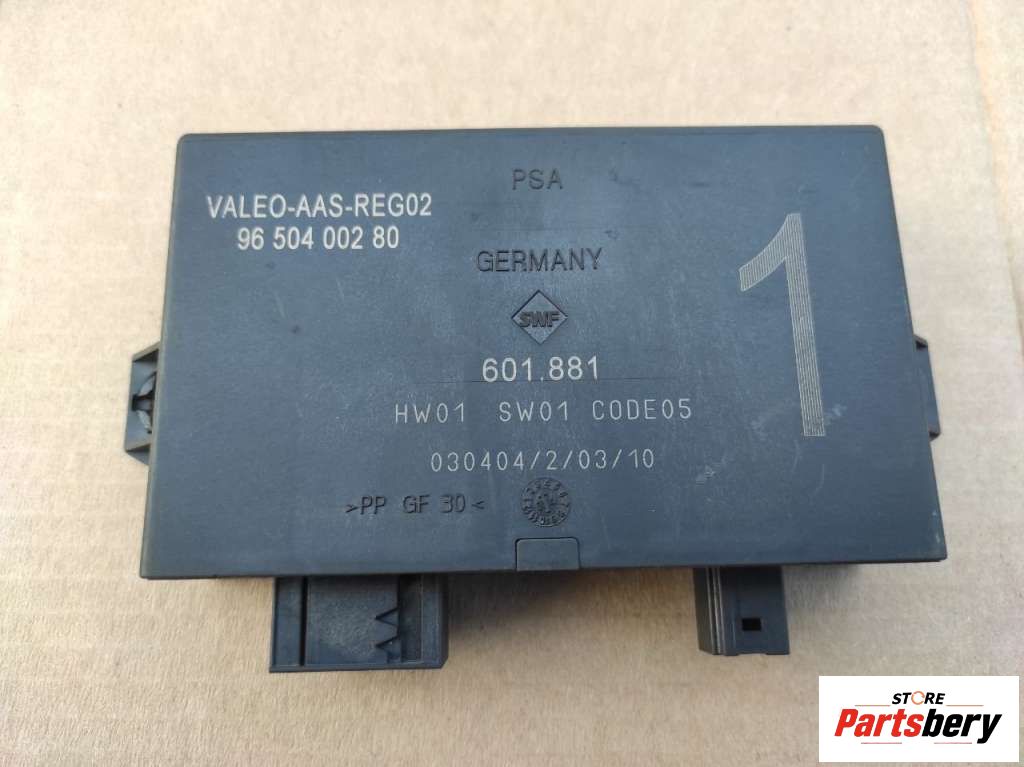 PSA
VALEO-AAS-REG02
96 504 002 80
GERMANY
SWF
601.881
HW01 SW01 CODE05
030404/2/03/10
>PP GF 30<
1
STORE
Partsbery